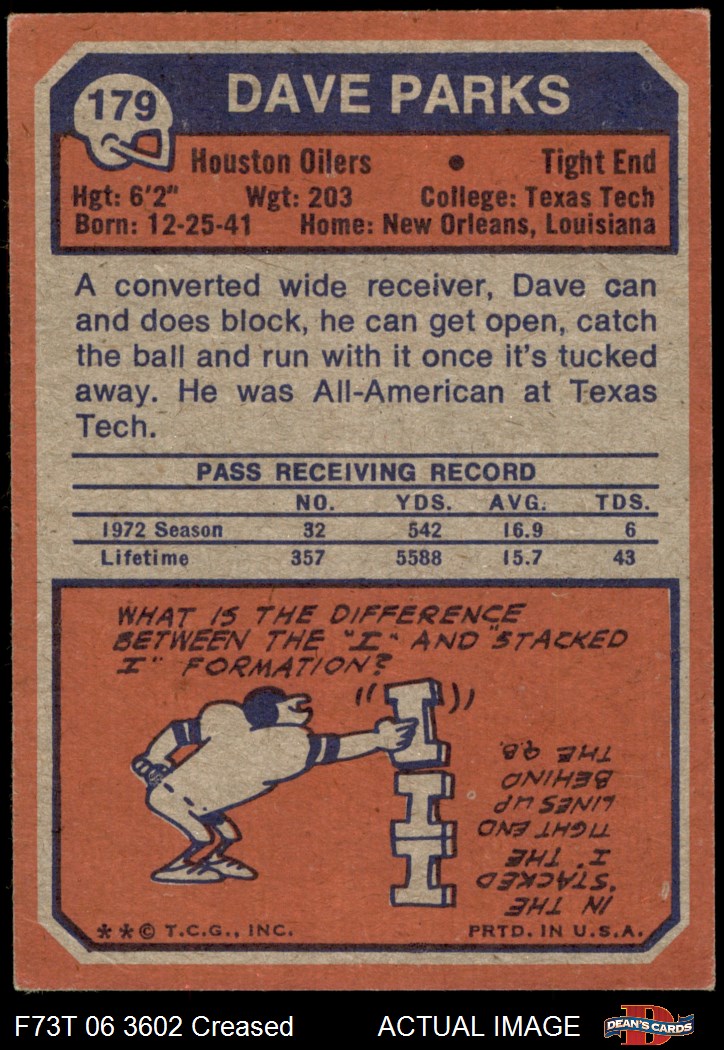 179
DAVE PARKS
Houston Oilers • Tight End
Hgt: 6'2" Wgt: 203 College: Texas Tech
Born: 12-25-41 Home: New Orleans, Louisiana
A converted wide receiver, Dave can
and does block, he can get open, catch
the ball and run with it once it's tucked
away. He was All-American at Texas
Tech.
PASS RECEIVING RECORD
NO. YDS. AVG. TDS.
1972 Season 32 542 16.9 6
Lifetime 357 5588 15.7 43
WHAT IS THE DIFFERENCE
BETWEEN THE "I" AND "STACKED
I" FORMATION?
I
I
I
IN THE
"STACKED
I", THE
TIGHT END
LINES UP
BEHIND
THE Q.B.
**© T.C.G., INC. PRTD. IN U.S.A.
F73T 06 3602 Creased ACTUAL IMAGE
D
DEAN'S CARDS